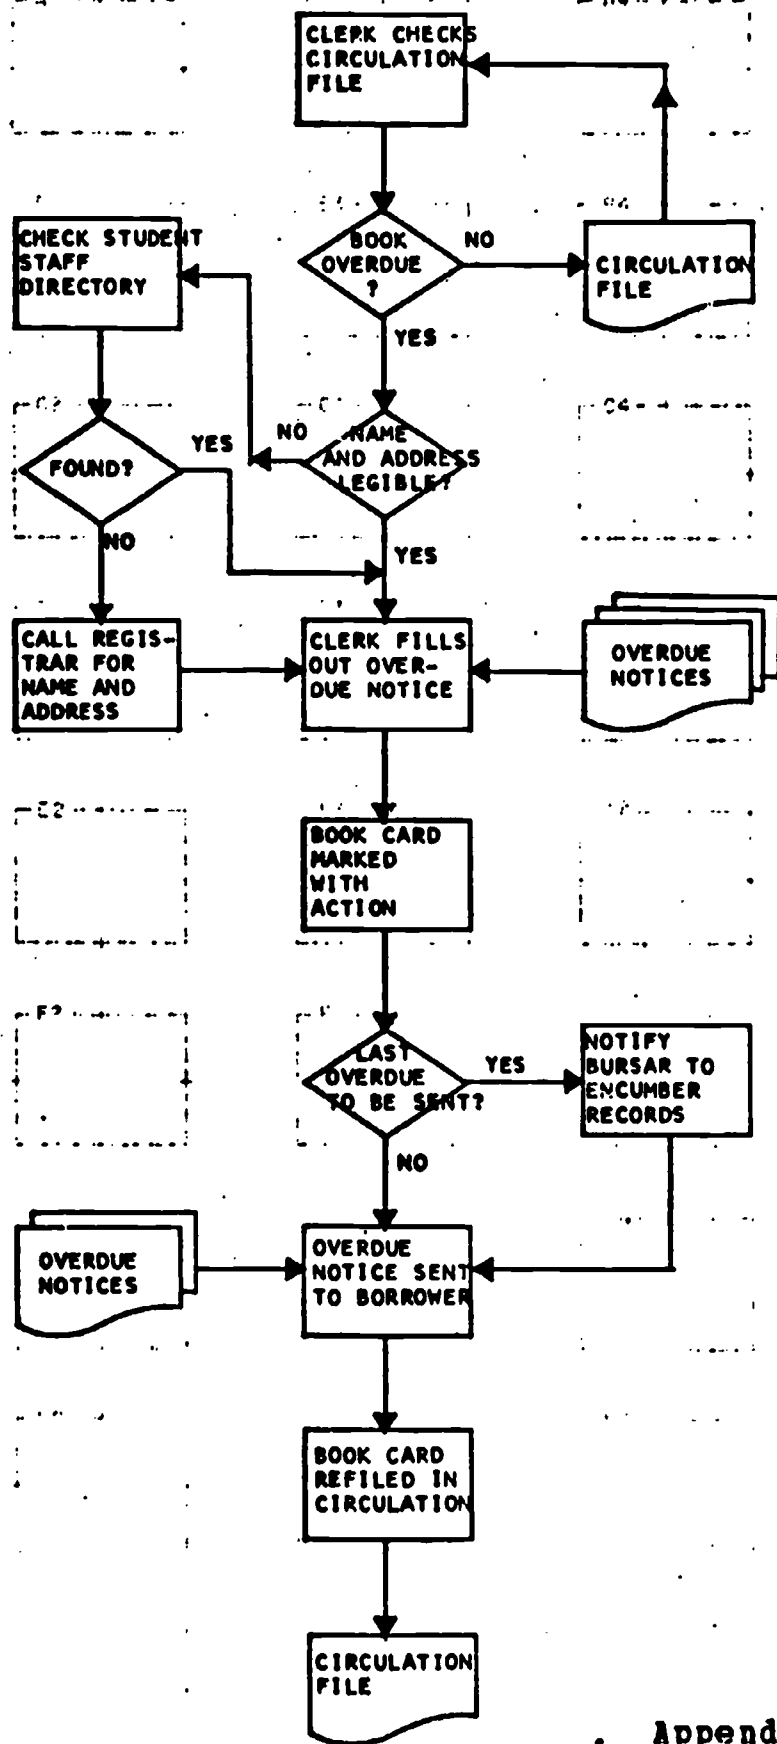 CLERK CHECKS
CIRCULATION
FILE
CHECK STUDENT
STAFF
DIRECTORY
BOOK
OVERDUE
?
NO
CIRCULATION
FILE
YES
FOUND?
YES
NO
NAME
AND ADDRESS
LEGIBLE?
NO
YES
CALL REGIS-
TRAR FOR
NAME AND
ADDRESS
CLERK FILLS
OUT OVER-
DUE NOTICE
OVERDUE
NOTICES
BOOK CARD
MARKED
WITH
ACTION
LAST
OVERDUE
TO BE SENT?
YES
NOTIFY
BURSAR TO
ENCUMBER
RECORDS
NO
OVERDUE
NOTICES
OVERDUE
NOTICE SENT
TO BORROWER
BOOK CARD
REFILED IN
CIRCULATION
CIRCULATION
FILE
Append